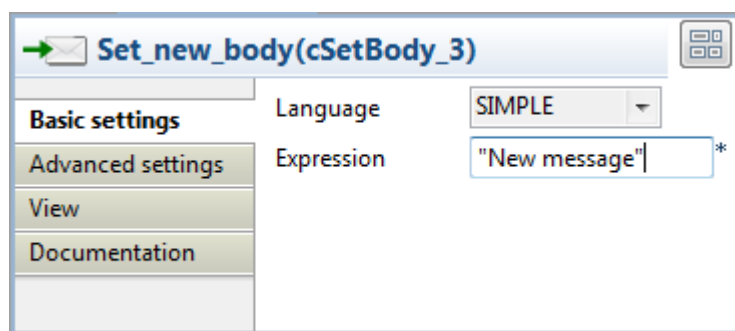 Set_new_body(cSetBody_3)
Basic settings
Language SIMPLE
Advanced settings
Expression "New message" *
View
Documentation